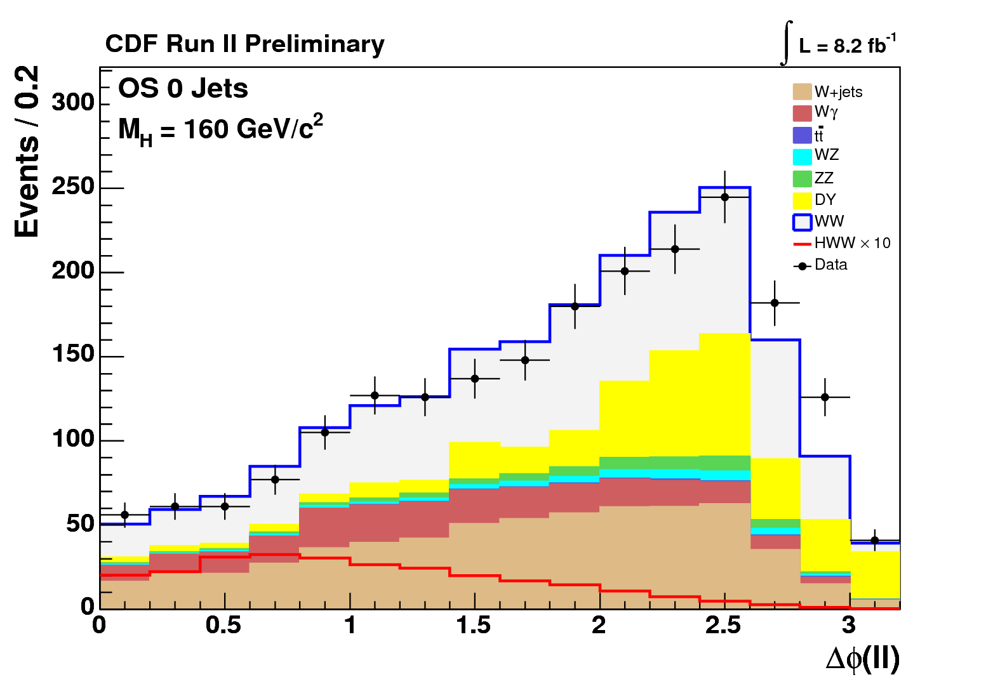 CDF Run II Preliminary
∫ L = 8.2 fb⁻¹
Events / 0.2
OS 0 Jets
M_H = 160 GeV/c²
W+jets
Wγ
tt̄
WZ
ZZ
DY
WW
HWW × 10
Data
300
250
200
150
100
50
0
0 0.5 1 1.5 2 2.5 3
Δϕ(ll)